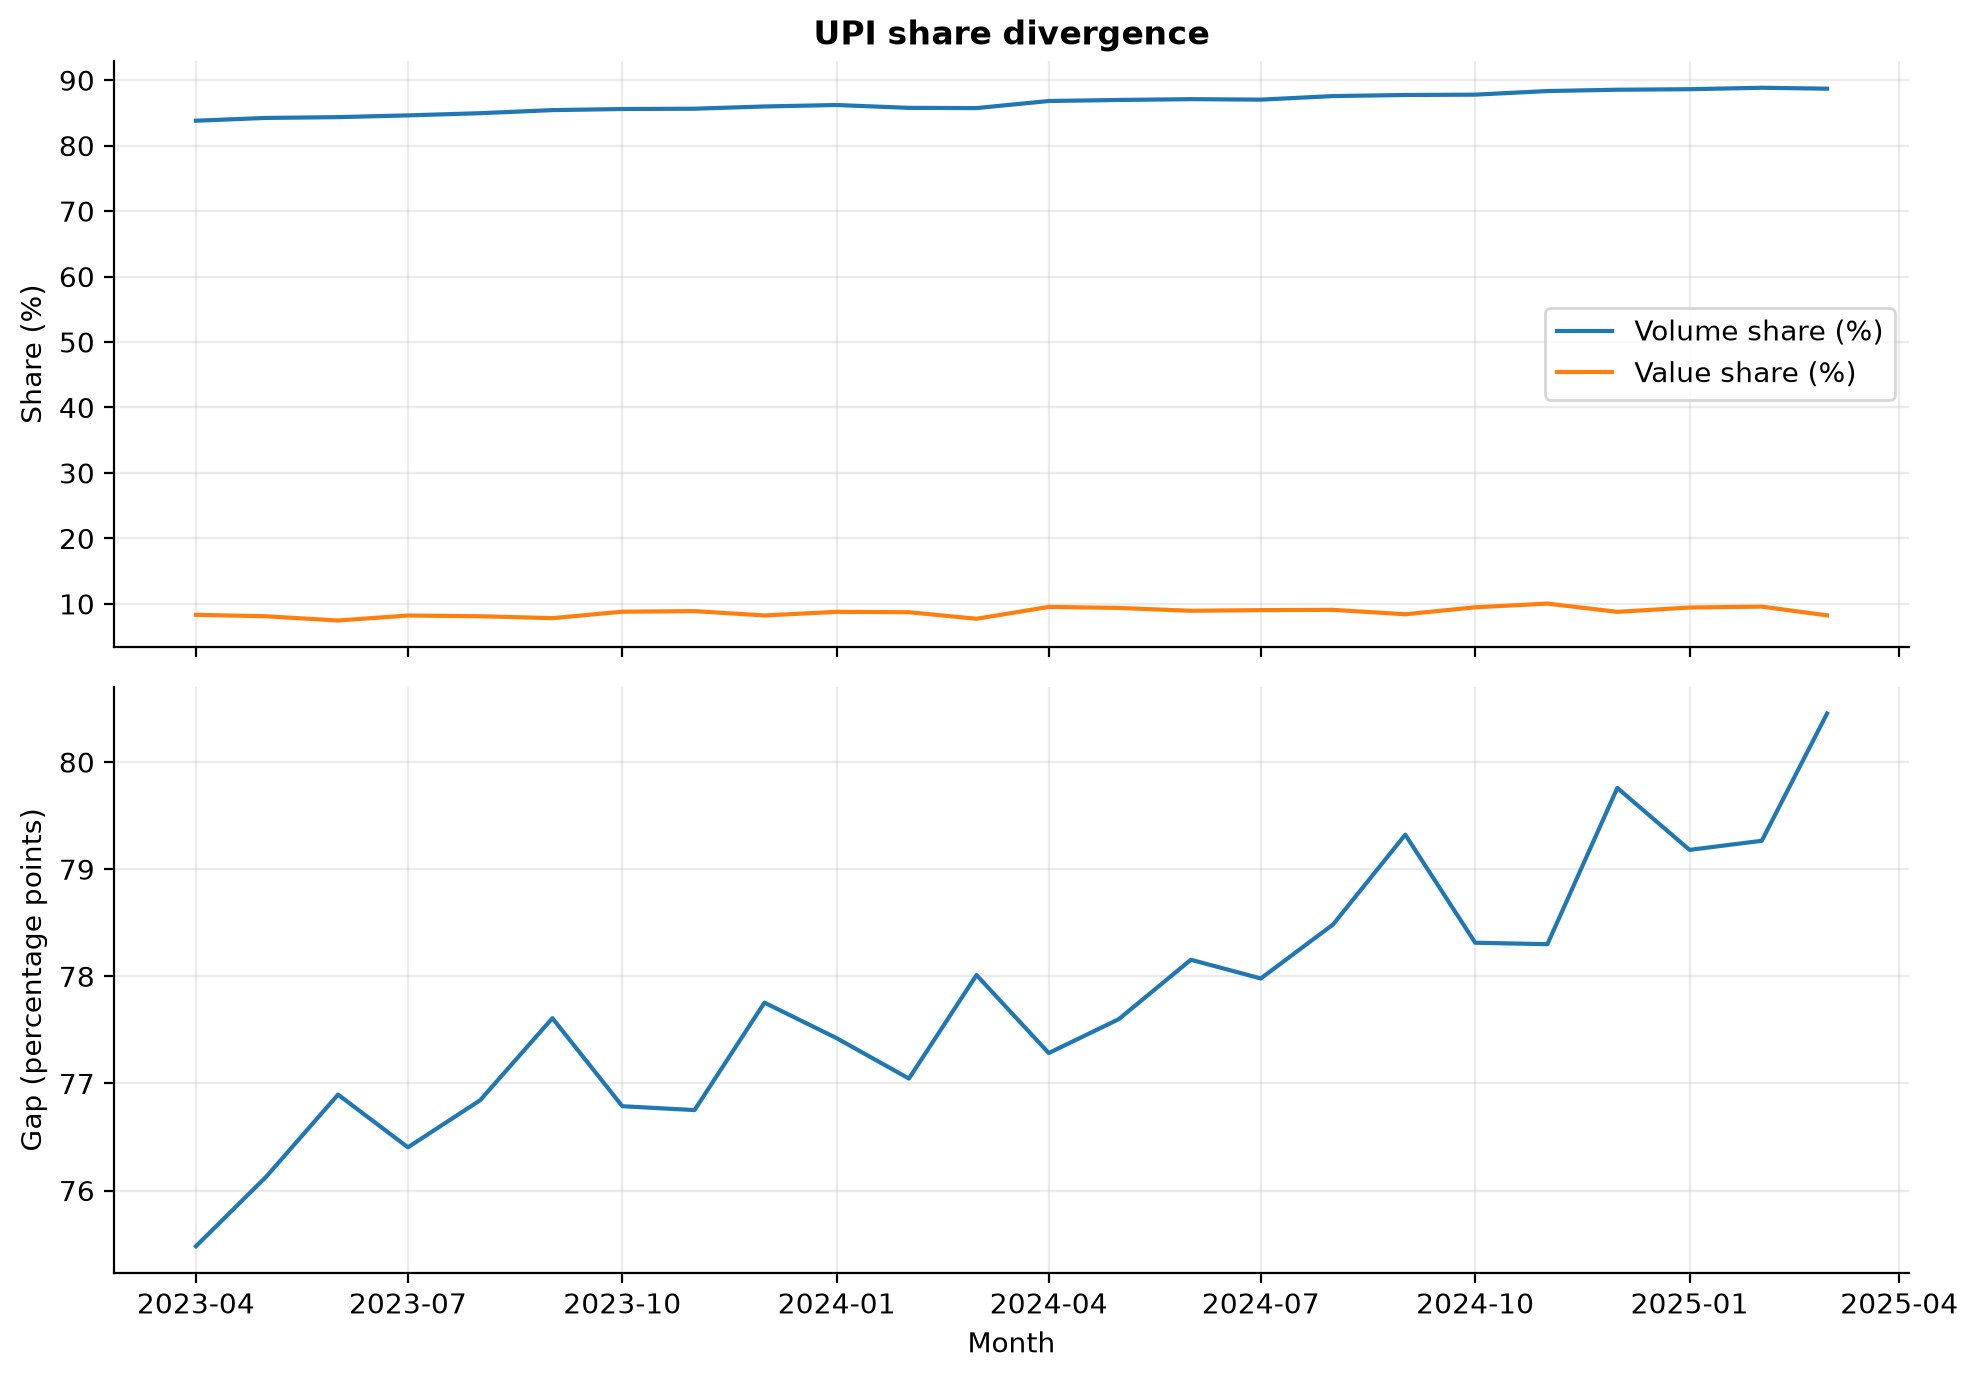 UPI share divergence
90
80
70
60
50
40
30
20
10
Share (%)
Volume share (%)
Value share (%)
80
79
78
77
76
Gap (percentage points)
2023-04 2023-07 2023-10 2024-01 2024-04 2024-07 2024-10 2025-01 2025-04
Month